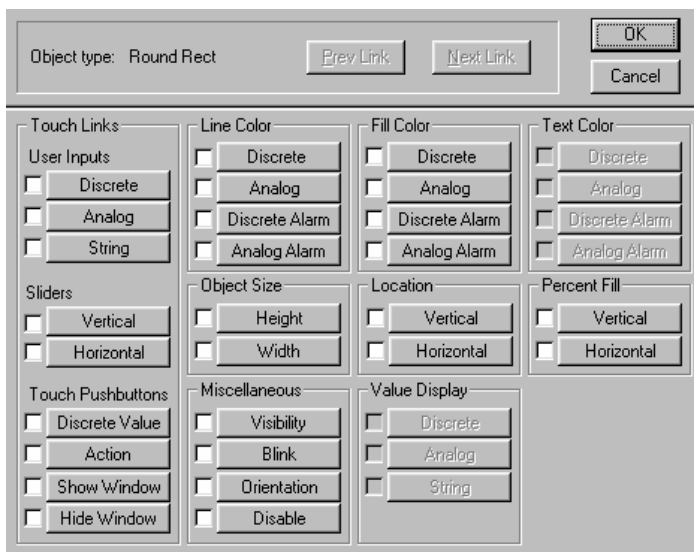 Object type: Round Rect
Prev Link
Next Link
OK
Cancel
Touch Links
User Inputs
Discrete
Analog
String
Sliders
Vertical
Horizontal
Touch Pushbuttons
Discrete Value
Action
Show Window
Hide Window
Line Color
Discrete
Analog
Discrete Alarm
Analog Alarm
Object Size
Height
Width
Miscellaneous
Visibility
Blink
Orientation
Disable
Fill Color
Discrete
Analog
Discrete Alarm
Analog Alarm
Location
Vertical
Horizontal
Value Display
Discrete
Analog
String
Text Color
Discrete
Analog
Discrete Alarm
Analog Alarm
Percent Fill
Vertical
Horizontal